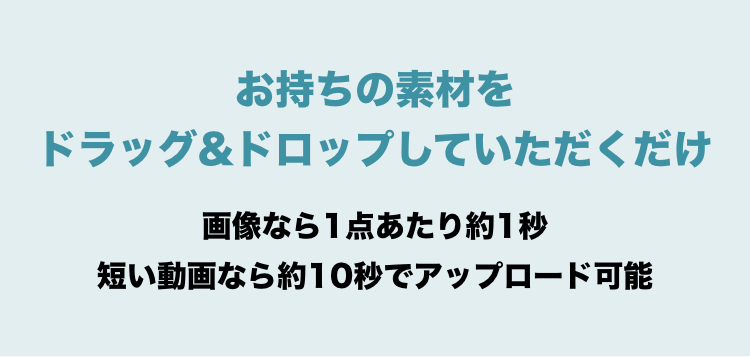 お持ちの素材を
ドラッグ&ドロップしていただくだけ
画像なら1点あたり約1秒
短い動画なら約10秒でアップロード可能